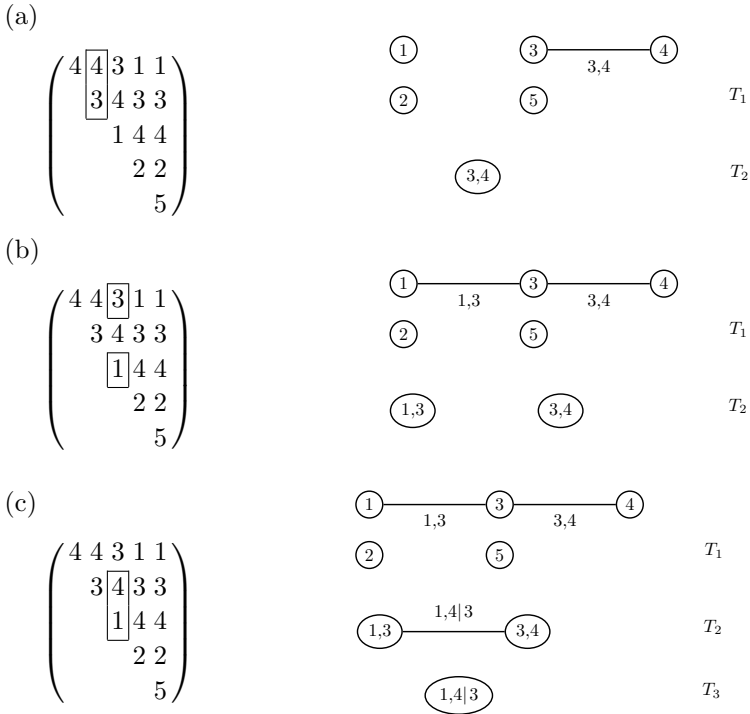 (a)
4 4 3 1 1
3 4 3 3
1 4 4
2 2
5
1 3 4
3,4
2 5 T1
3,4 T2
(b)
4 4 3 1 1
3 4 3 3
1 4 4
2 2
5
1 3 4
1,3 3,4
2 5 T1
1,3 3,4 T2
(c)
4 4 3 1 1
3 4 3 3
1 4 4
2 2
5
1 3 4
1,3 3,4
2 5 T1
1,4|3
1,3 3,4 T2
1,4|3 T3